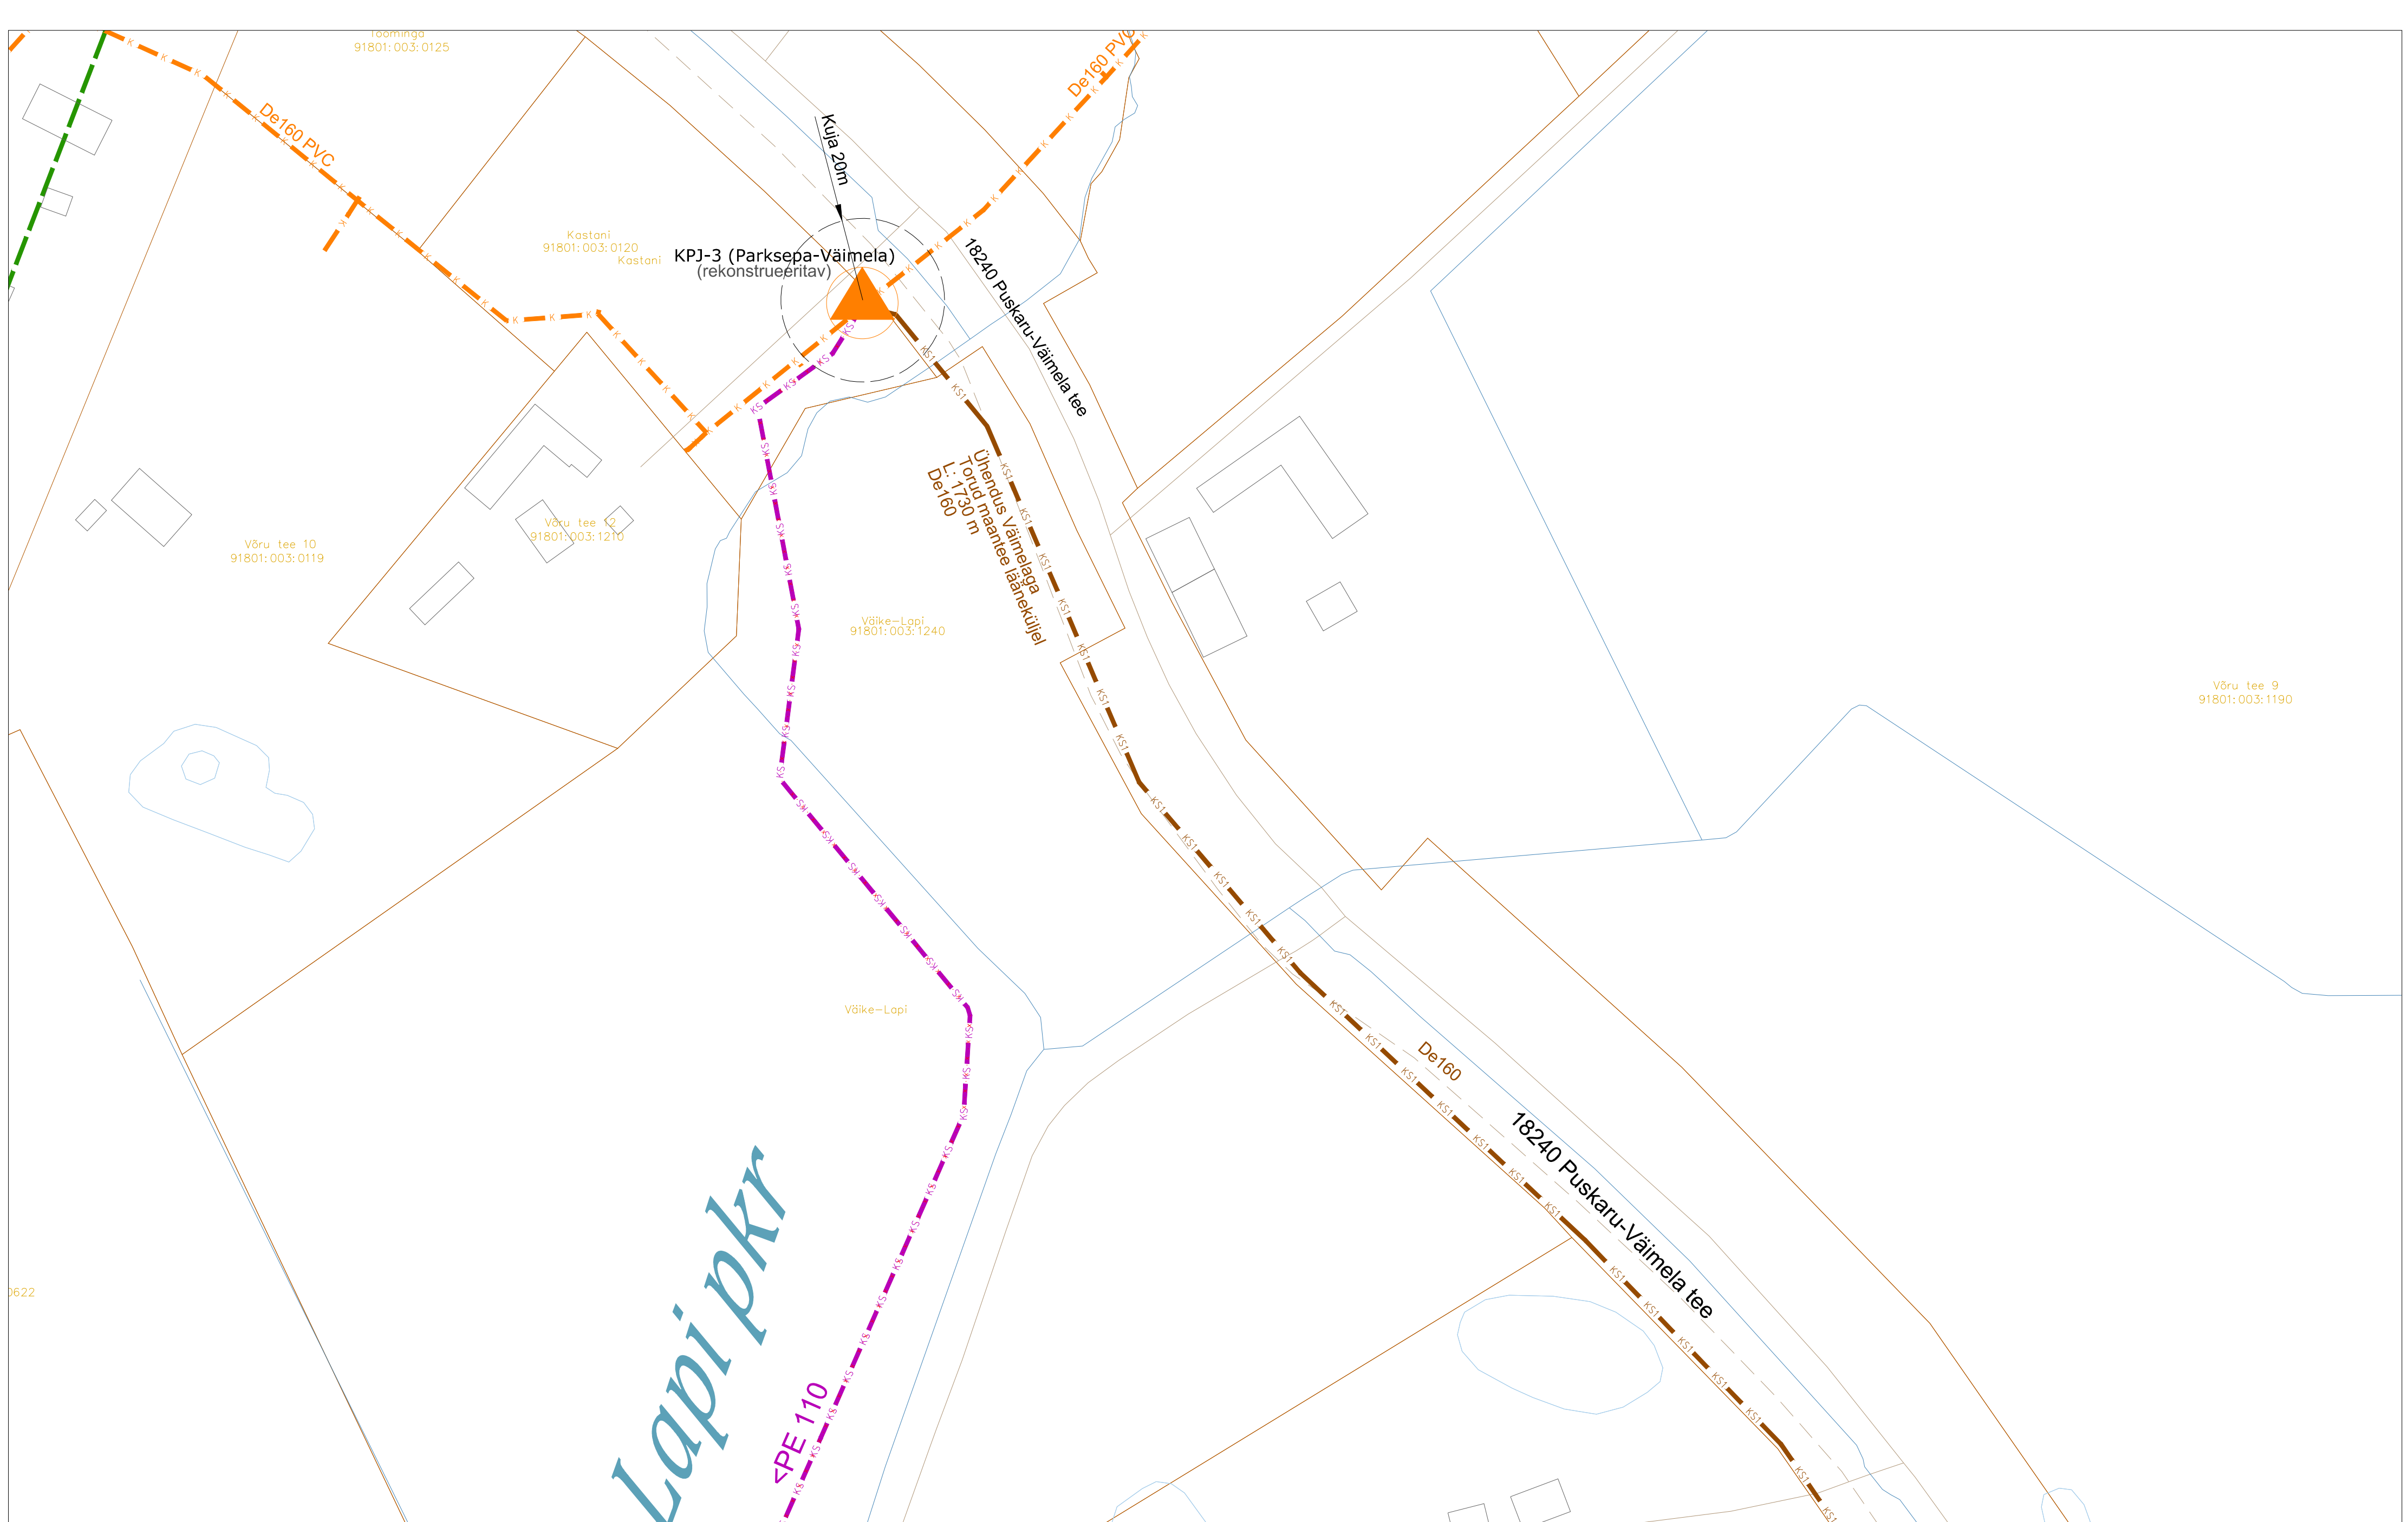 Toominga
91801:003:0125
De160 PVC
De160 PVC
Kuja 20m
Kastani
91801:003:0120
Kastani
KPJ-3 (Parksepa-Väimela)
(rekonstrueeritav)
18240 Puskaru-Väimela tee
Ühendus Väimelaga
Torud maantee lääneküljel
L: 1730 m
De160
Võru tee 10
91801:003:0119
Võru tee 12
91801:003:1210
Väike-Lapi
91801:003:1240
Võru tee 9
91801:003:1190
Väike-Lapi
De160
18240 Puskaru-Väimela tee
0622
Lapi pkr
<PE 110
K
KS
KS1